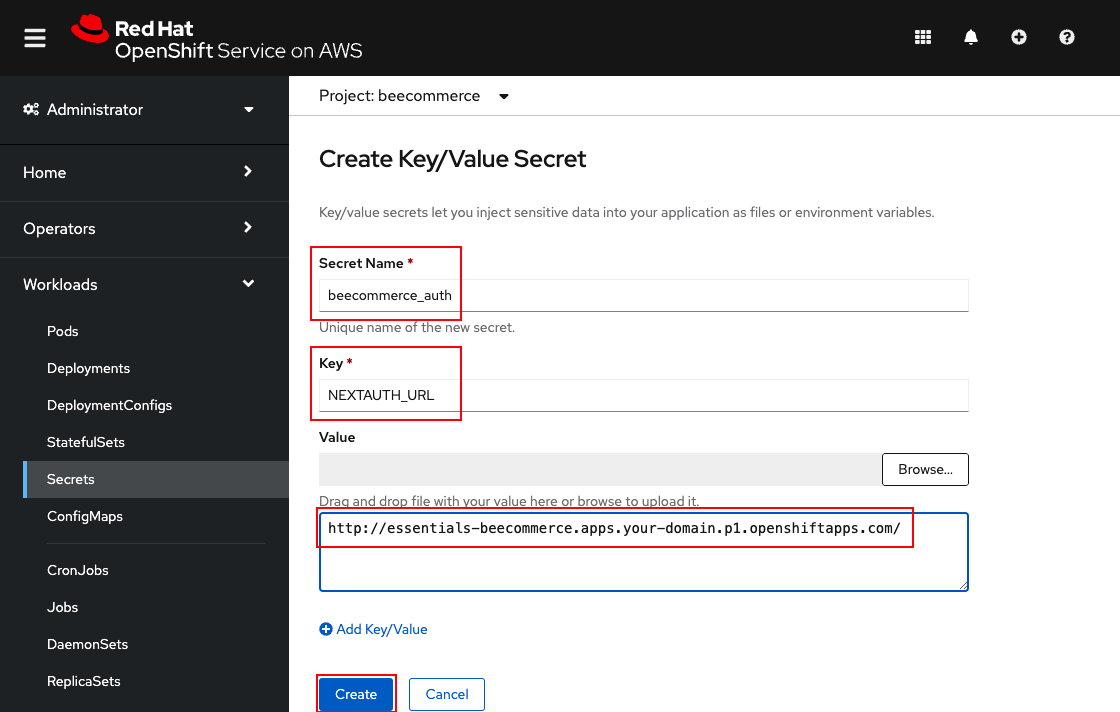 Red Hat
OpenShift Service on AWS
Administrator
Home
Operators
Workloads
Pods
Deployments
DeploymentConfigs
StatefulSets
Secrets
ConfigMaps
CronJobs
Jobs
DaemonSets
ReplicaSets
Project: beecommerce
Create Key/Value Secret
Key/value secrets let you inject sensitive data into your application as files or environment variables.
Secret Name *
beecommerce_auth
Unique name of the new secret.
Key *
NEXTAUTH_URL
Value
Browse...
Drag and drop file with your value here or browse to upload it.
http://essentials-beecommerce.apps.your-domain.p1.openshiftapps.com/
Add Key/Value
Create
Cancel